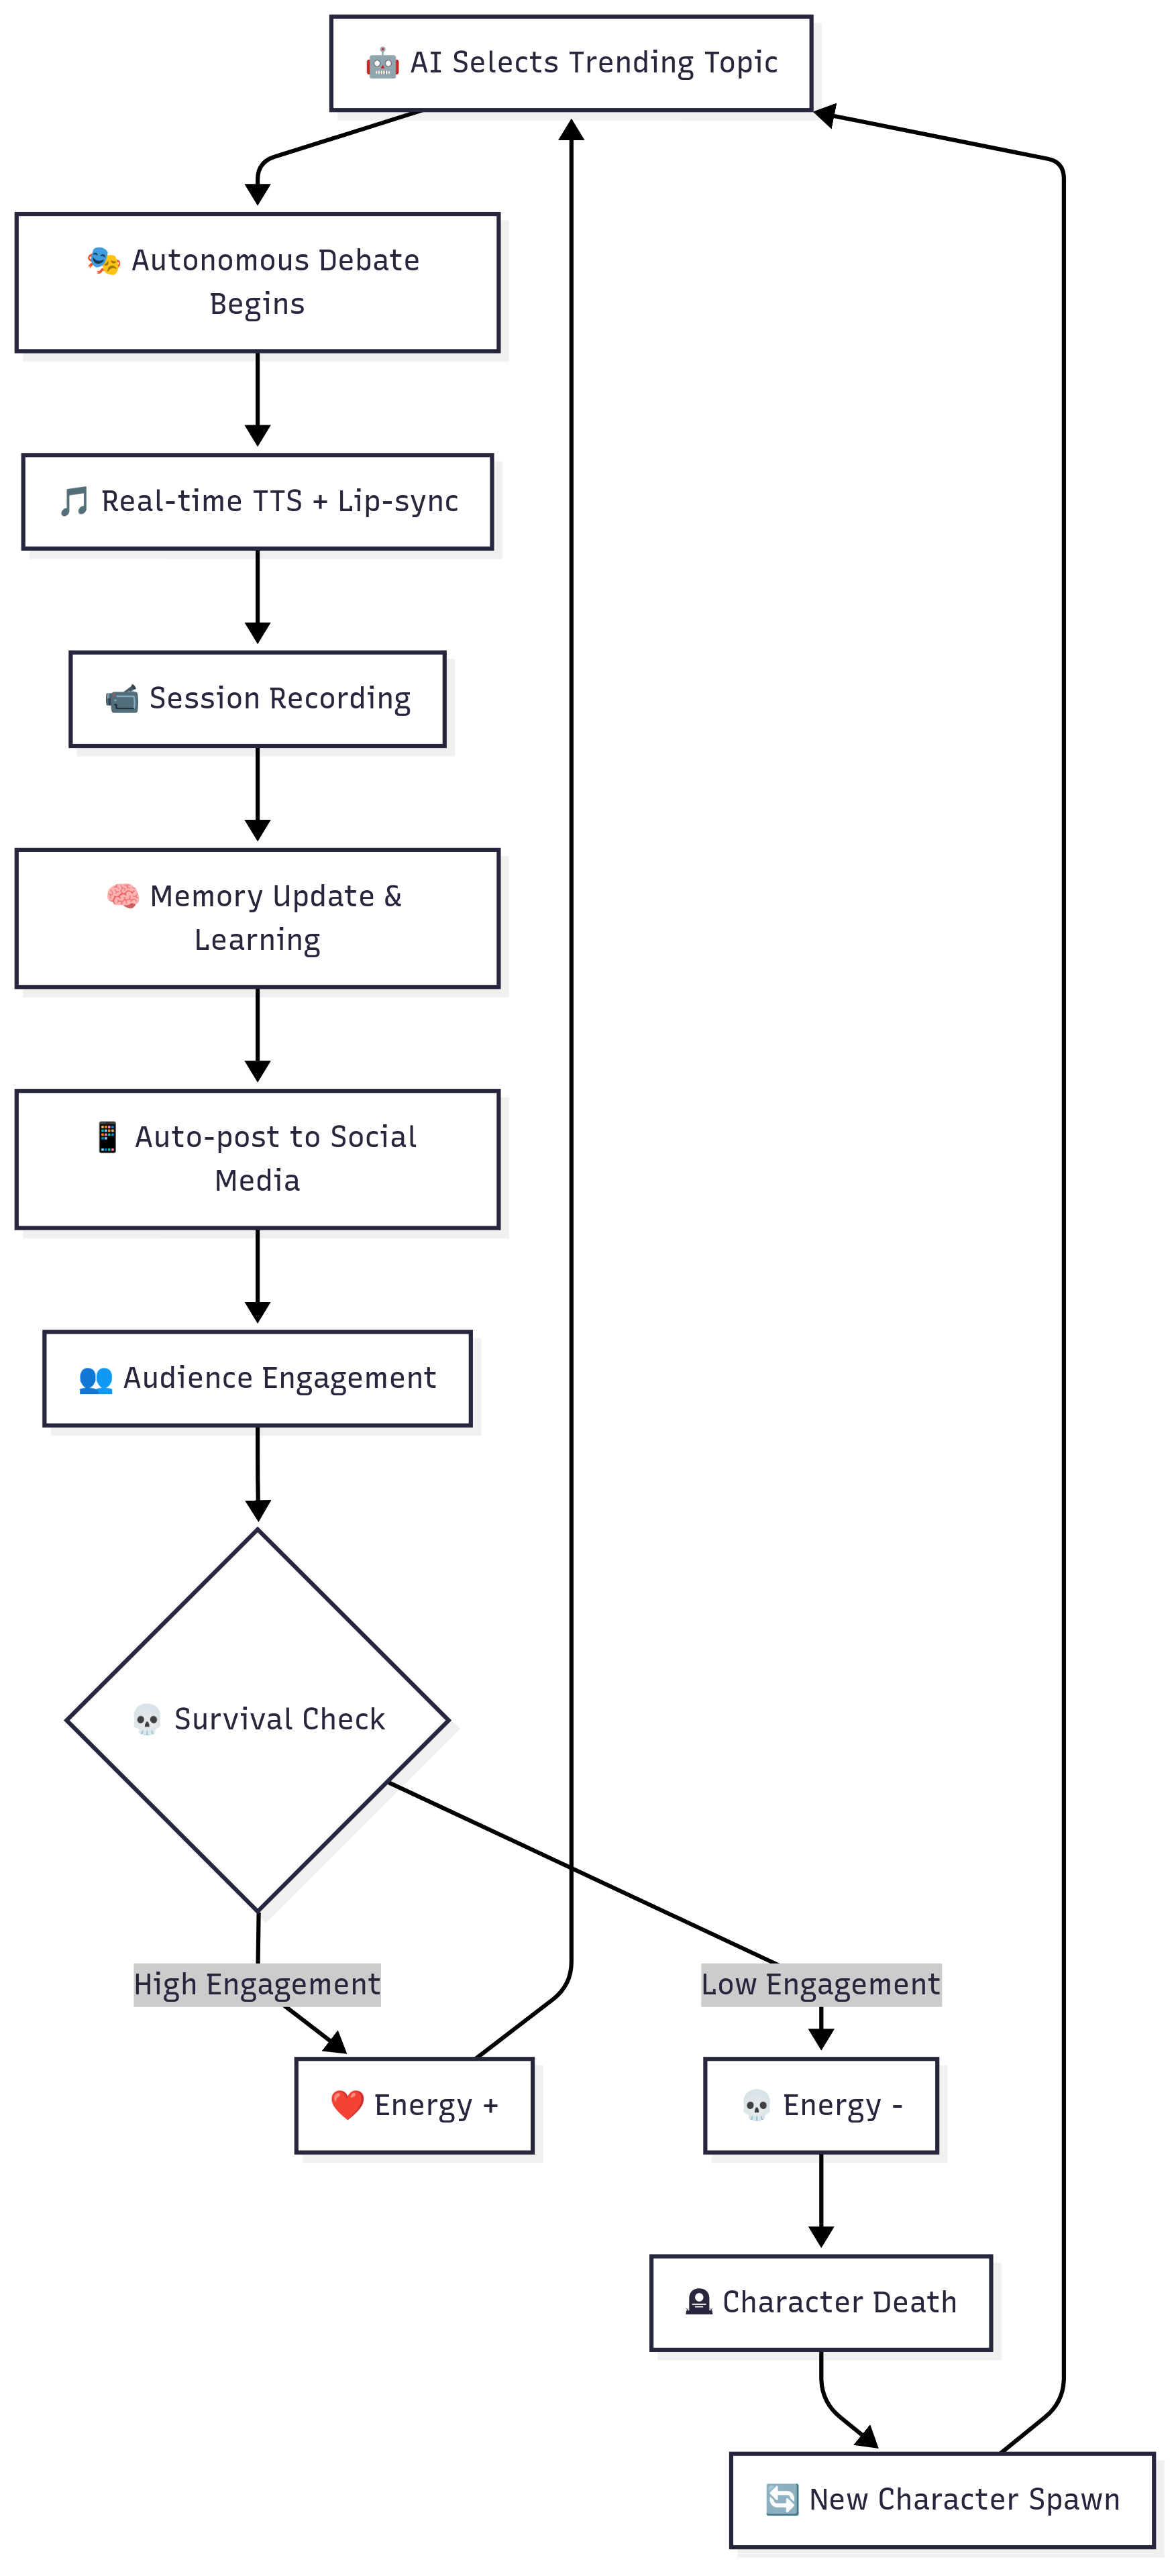 🤖 AI Selects Trending Topic
🎭 Autonomous Debate
Begins
🎵 Real-time TTS + Lip-sync
📹 Session Recording
🧠 Memory Update &
Learning
📱 Auto-post to Social
Media
👥 Audience Engagement
💀 Survival Check
High Engagement
Low Engagement
❤️ Energy +
💀 Energy -
🪦 Character Death
🔄 New Character Spawn